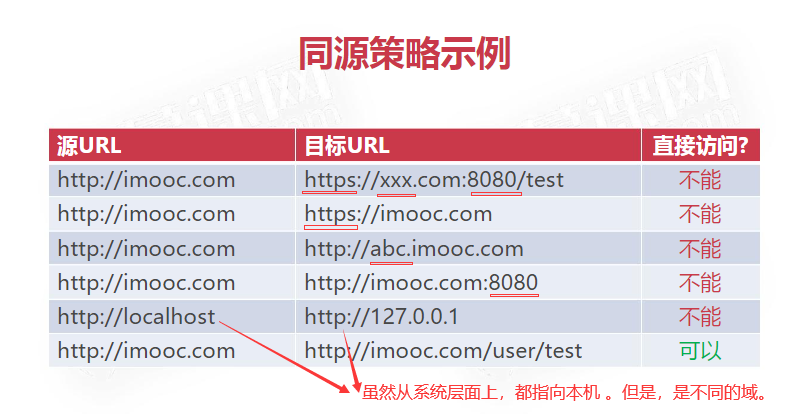 同源策略示例
源URL 目标URL 直接访问?
http://imooc.com https://xxx.com:8080/test 不能
http://imooc.com https://imooc.com 不能
http://imooc.com http://abc.imooc.com 不能
http://imooc.com http://imooc.com:8080 不能
http://localhost http://127.0.0.1 不能
http://imooc.com http://imooc.com/user/test 可以
虽然从系统层面上，都指向本机 。但是，是不同的域。